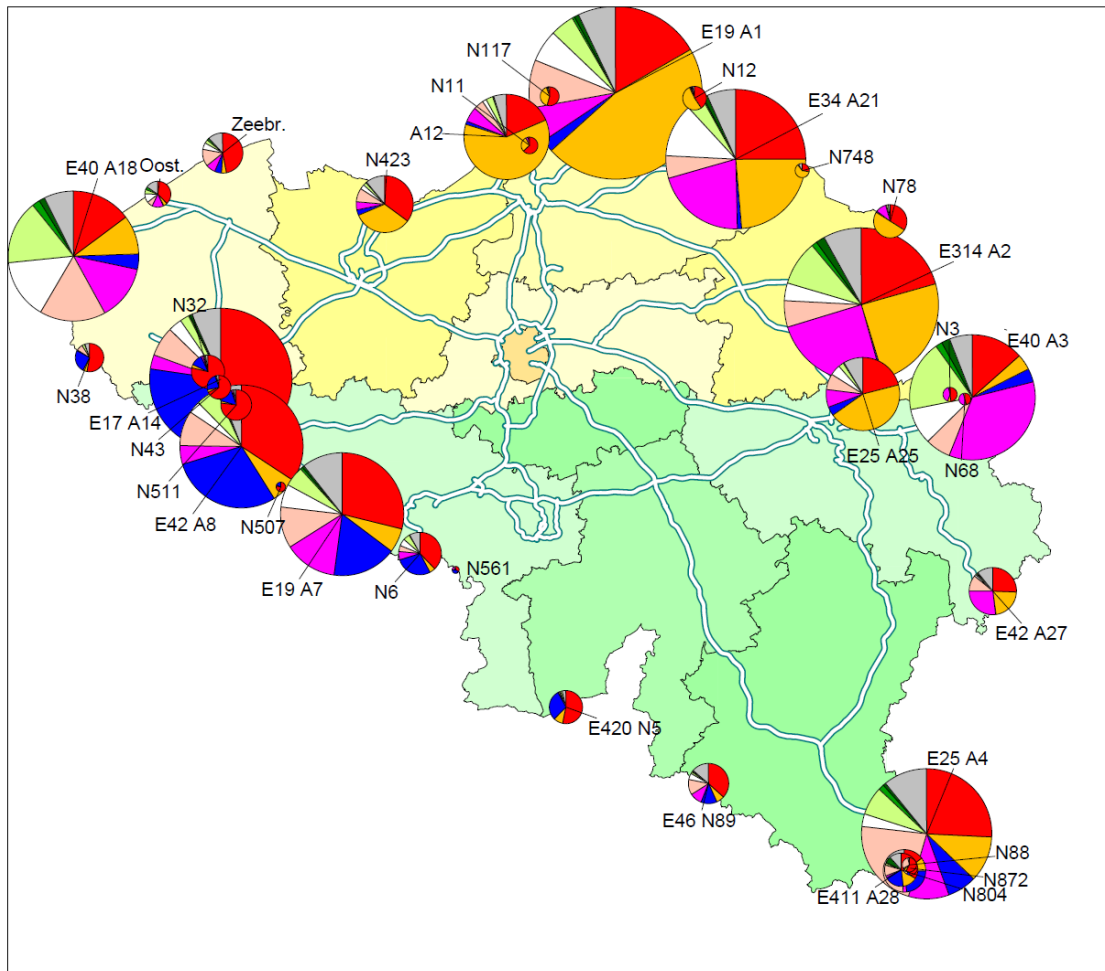 E19 A1
N117
N12
N11
E34 A21
Zeebr.
A12
N423
N748
E40 A18
Oost.
N78
E314 A2
N32
N3
E40 A3
N38
E17 A14
N43
E25 A25
N68
N511
E42 A8
N507
E19 A7
N6
N561
E42 A27
E420 N5
E25 A4
E46 N89
N88
N872
E411 A28
N804